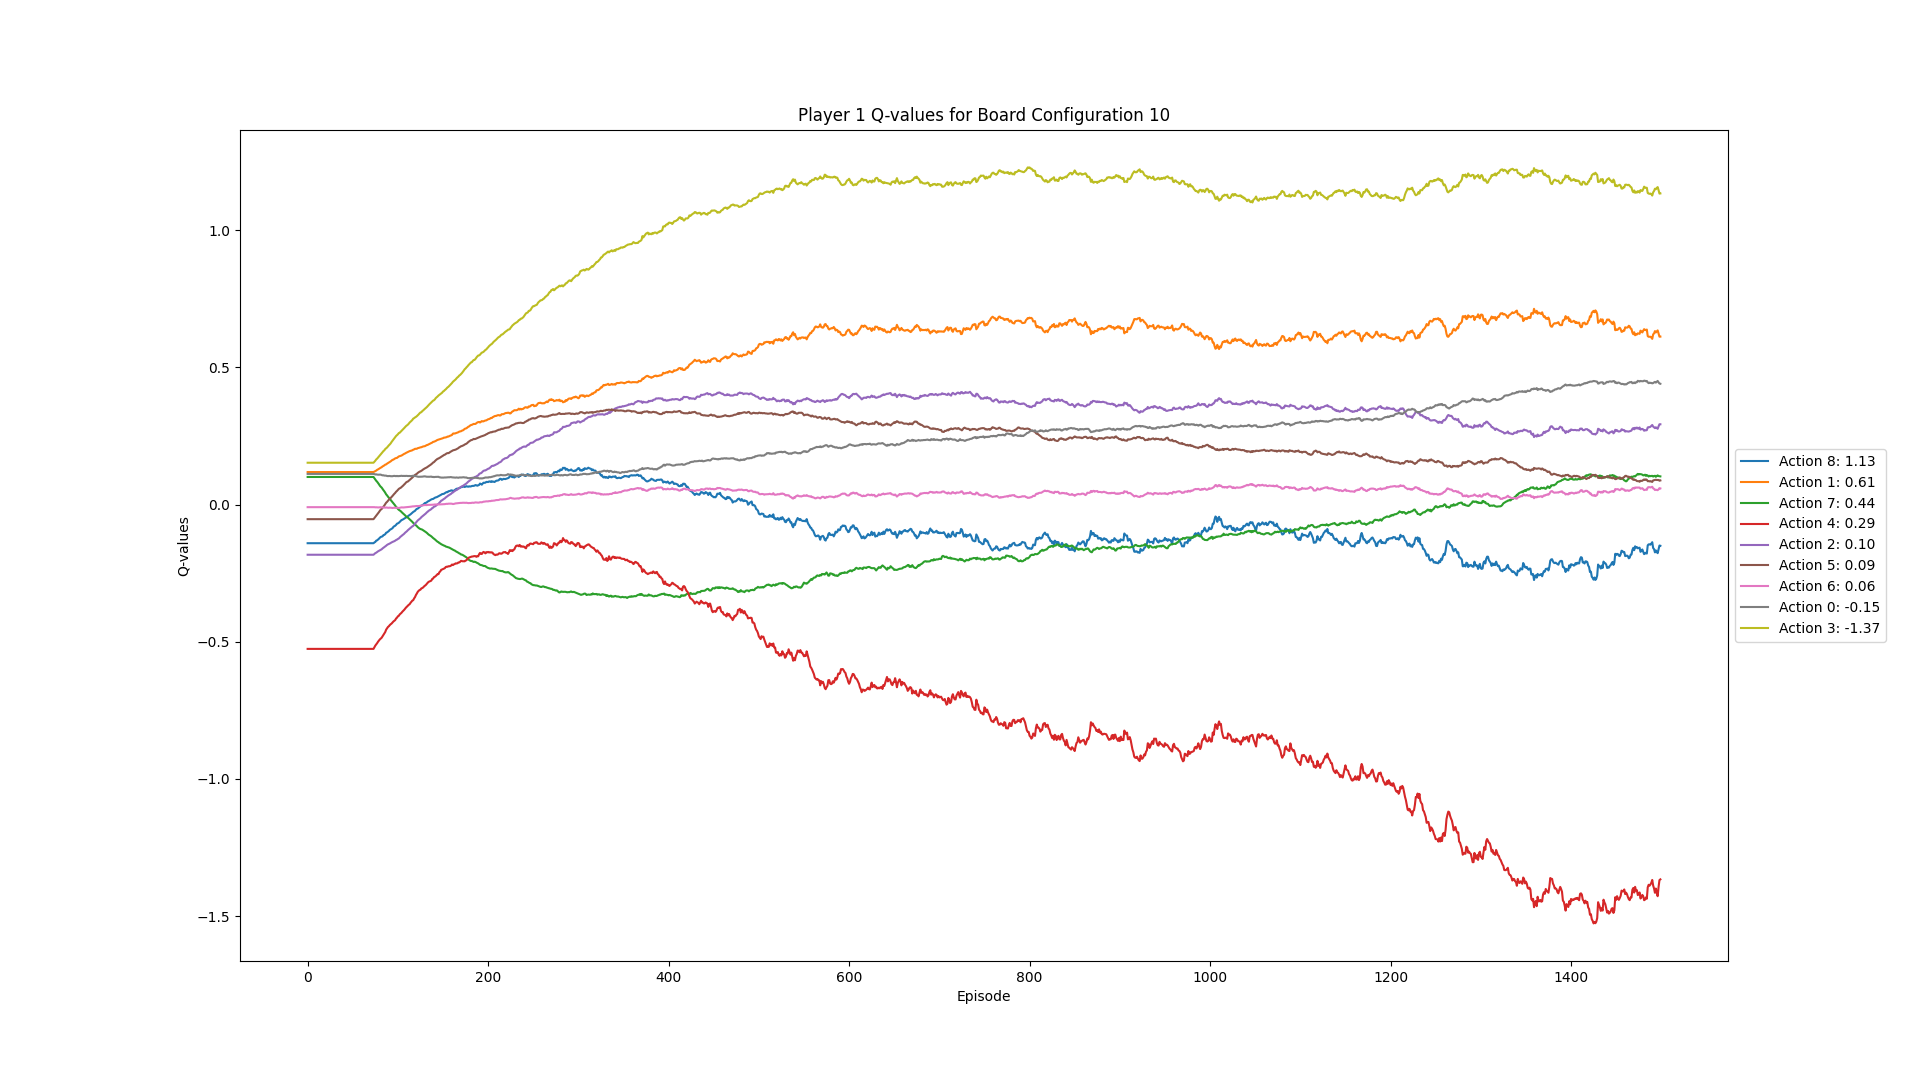 Player 1 Q-values for Board Configuration 10
Q-values
1.0
0.5
0.0
−0.5
−1.0
−1.5
0
200
400
600
800
1000
1200
1400
Episode
Action 8: 1.13
Action 1: 0.61
Action 7: 0.44
Action 4: 0.29
Action 2: 0.10
Action 5: 0.09
Action 6: 0.06
Action 0: -0.15
Action 3: -1.37